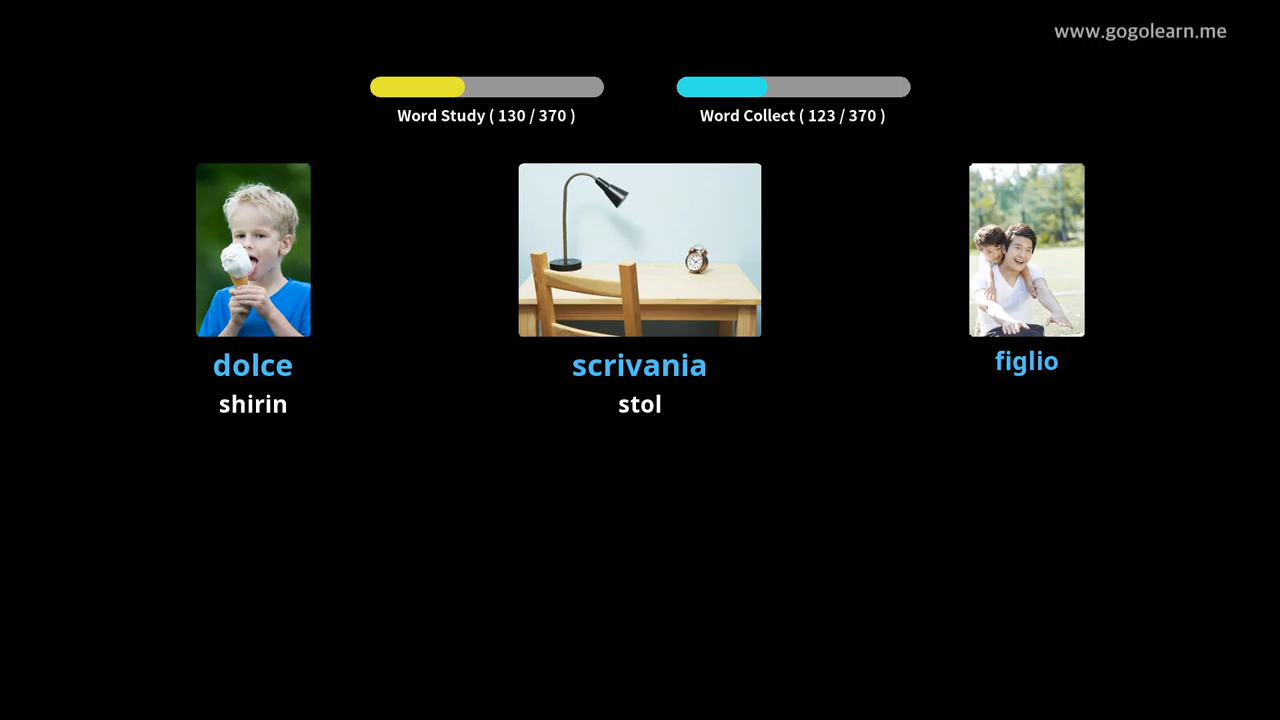 www.gogolearn.me
Word Study ( 130 / 370 )
Word Collect ( 123 / 370 )
dolce
scrivania
figlio
shirin
stol